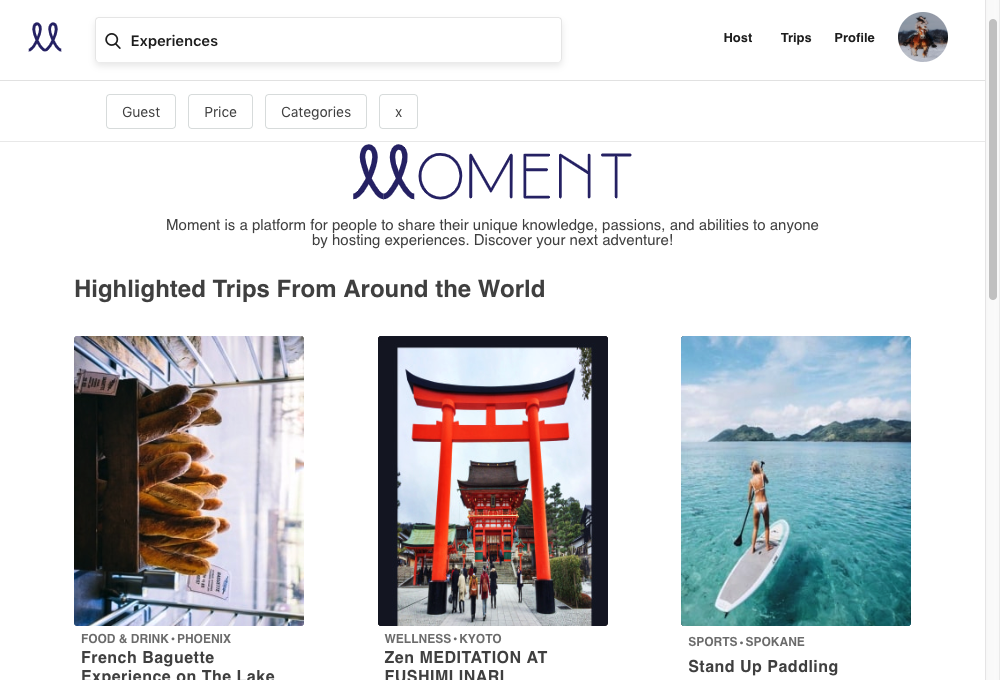 Experiences
Host
Trips
Profile
Guest
Price
Categories
x
MOMENT
Moment is a platform for people to share their unique knowledge, passions, and abilities to anyone
by hosting experiences. Discover your next adventure!
Highlighted Trips From Around the World
FOOD & DRINK • PHOENIX
French Baguette
Experience on The Lake
WELLNESS • KYOTO
Zen MEDITATION AT
FUSHIMI INARI
SPORTS • SPOKANE
Stand Up Paddling